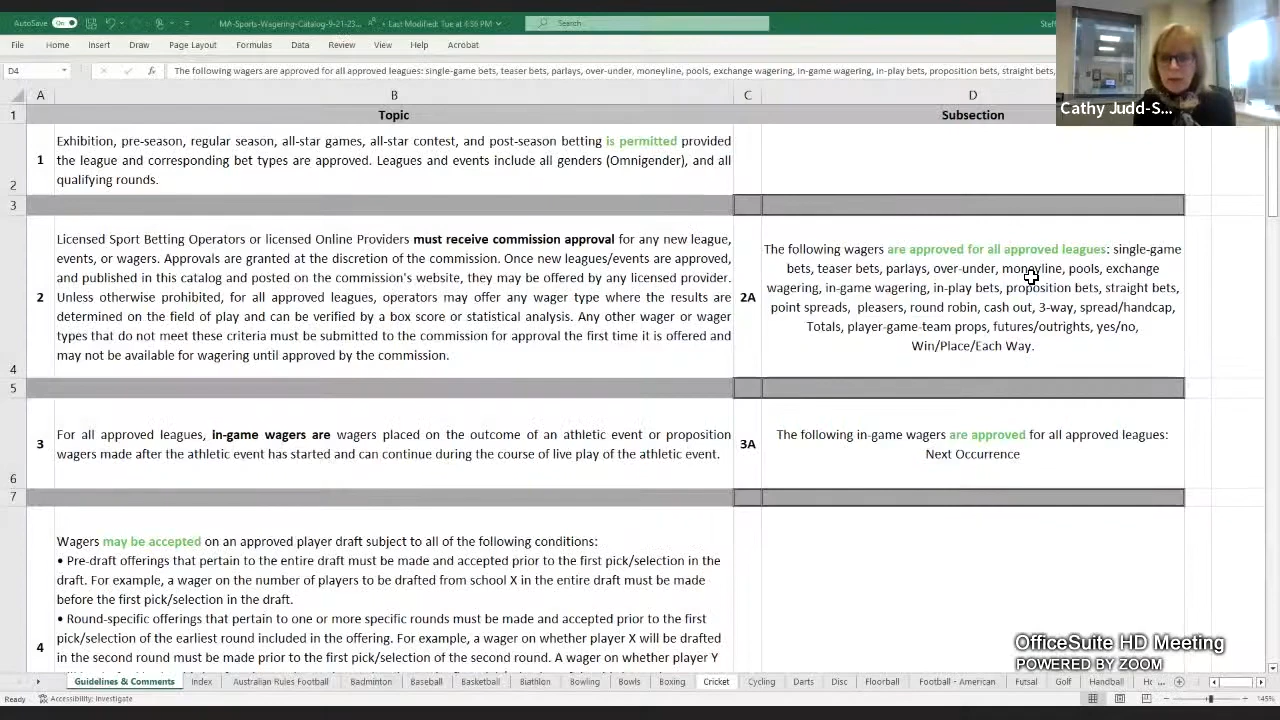 AutoSave On MA-Sports-Wagering-Catalog-9-21-23... • Last Modified: Tue at 6:56 PM Search Steff
File Home Insert Draw Page Layout Formulas Data Review View Help Acrobat
D4 fx The following wagers are approved for all approved leagues: single-game bets, teaser bets, parlays, over-under, moneyline, pools, exchange wagering, in-game wagering, in-play bets, proposition bets, straight bets,
Cathy Judd-S...
A B C D
1 Topic Subsection
1
Exhibition, pre-season, regular season, all-star games, all-star contest, and post-season betting is permitted provided
the league and corresponding bet types are approved. Leagues and events include all genders (Omnigender), and all
qualifying rounds.
2
3
2
Licensed Sport Betting Operators or licensed Online Providers must receive commission approval for any new league,
events, or wagers. Approvals are granted at the discretion of the commission. Once new leagues/events are approved,
and published in this catalog and posted on the commission's website, they may be offered by any licensed provider.
Unless otherwise prohibited, for all approved leagues, operators may offer any wager type where the results are
determined on the field of play and can be verified by a box score or statistical analysis. Any other wager or wager
types that do not meet these criteria must be submitted to the commission for approval the first time it is offered and
may not be available for wagering until approved by the commission.
2A
The following wagers are approved for all approved leagues: single-game
bets, teaser bets, parlays, over-under, moneyline, pools, exchange
wagering, in-game wagering, in-play bets, proposition bets, straight bets,
point spreads, pleasers, round robin, cash out, 3-way, spread/handcap,
Totals, player-game-team props, futures/outrights, yes/no,
Win/Place/Each Way.
4
5
3
For all approved leagues, in-game wagers are wagers placed on the outcome of an athletic event or proposition
wagers made after the athletic event has started and can continue during the course of live play of the athletic event.
3A
The following in-game wagers are approved for all approved leagues:
Next Occurrence
6
7
4
Wagers may be accepted on an approved player draft subject to all of the following conditions:
• Pre-draft offerings that pertain to the entire draft must be made and accepted prior to the first pick/selection in the
draft. For example, a wager on the number of players to be drafted from school X in the entire draft must be made
before the first pick/selection in the draft.
• Round-specific offerings that pertain to one or more specific rounds must be made and accepted prior to the first
pick/selection of the earliest round included in the offering. For example, a wager on whether player X will be drafted
in the second round must be made prior to the first pick/selection of the second round. A wager on whether player Y
OfficeSuite HD Meeting
POWERED BY ZOOM
Guidelines & Comments Index Australian Rules Football Badminton Baseball Basketball Biathlon Bowling Bowls Boxing Cricket Cycling Darts Disc Floorball Football - American Futsal Golf Handball Ho ...
Ready Accessibility: Investigate 145%